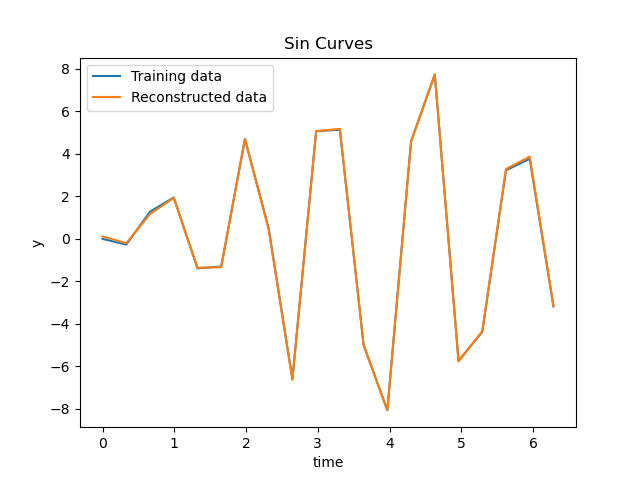 Sin Curves
Training data
Reconstructed data
8
6
4
2
0
−2
−4
−6
−8
y
0 1 2 3 4 5 6
time